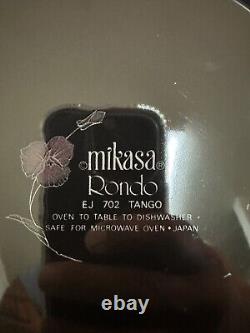 ©mikasa®
Rondo
EJ 702 TANGO
OVEN TO TABLE TO DISHWASHER •
SAFE FOR MICROWAVE OVEN • JAPAN